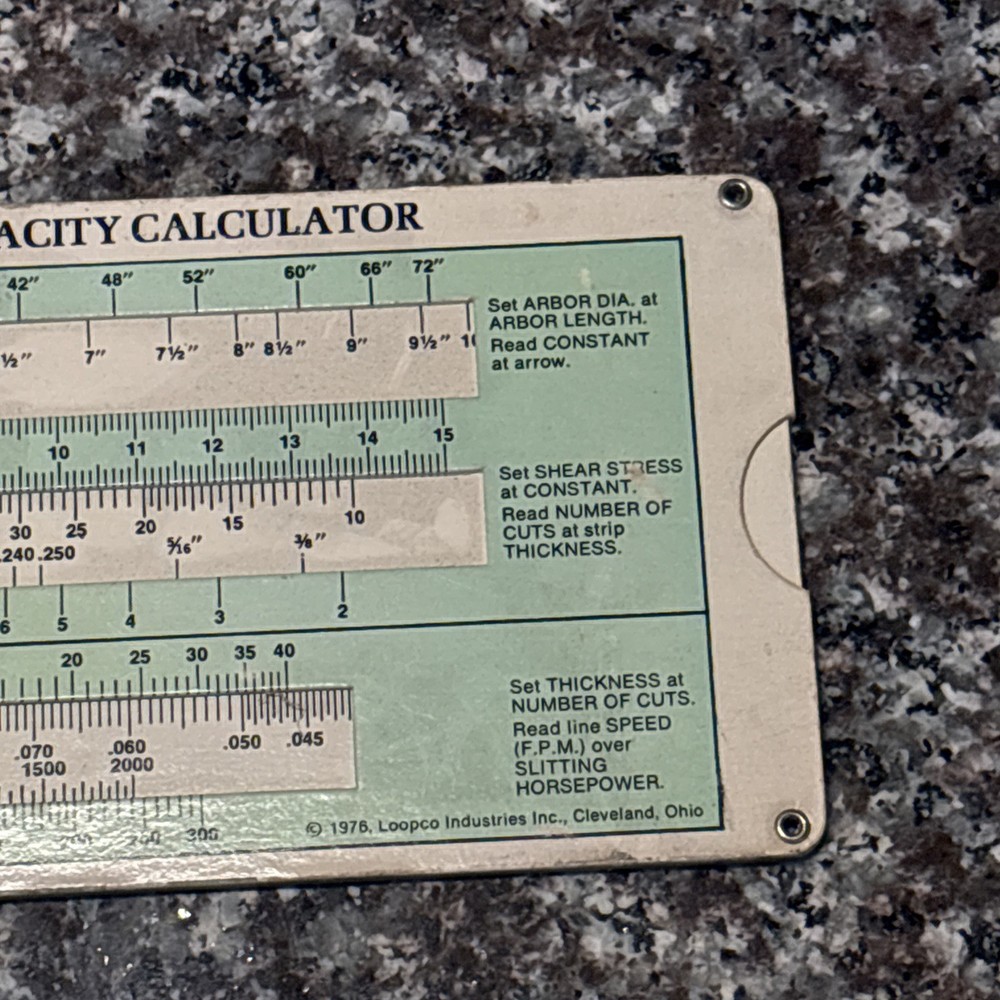 ACITY CALCULATOR
42″ 48″ 52″ 60″ 66″ 72″
½″ 7″ 7½″ 8″ 8½″ 9″ 9½″
Set ARBOR DIA. at
ARBOR LENGTH.
Read CONSTANT
at arrow.
10 11 12 13 14 15
30 25 20 15 10
.240 .250 5/16″ 3/8″
6 5 4 3 2
Set SHEAR STRESS
at CONSTANT.
Read NUMBER OF
CUTS at strip
THICKNESS.
20 25 30 35 40
.070 .060 .050 .045
1500 2000
300
Set THICKNESS at
NUMBER OF CUTS.
Read line SPEED
(F.P.M.) over
SLITTING
HORSEPOWER.
© 1976, Loopco Industries Inc., Cleveland, Ohio